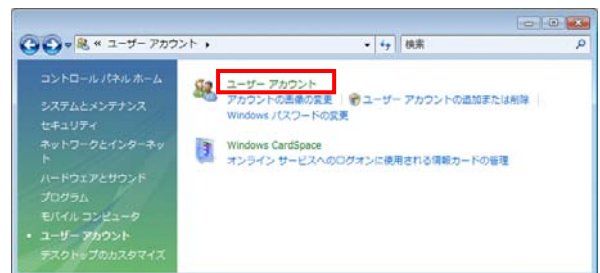 « ユーザー アカウント
検索
コントロール パネル ホーム
システムとメンテナンス
セキュリティ
ネットワークとインターネッ
ト
ハードウェアとサウンド
プログラム
モバイル コンピュータ
• ユーザー アカウント
デスクトップのカスタマイズ
ユーザー アカウント
アカウントの画像の変更 | ユーザー アカウントの追加または削除 |
Windows パスワードの変更
Windows CardSpace
オンライン サービスへのログオンに使用される情報カードの管理